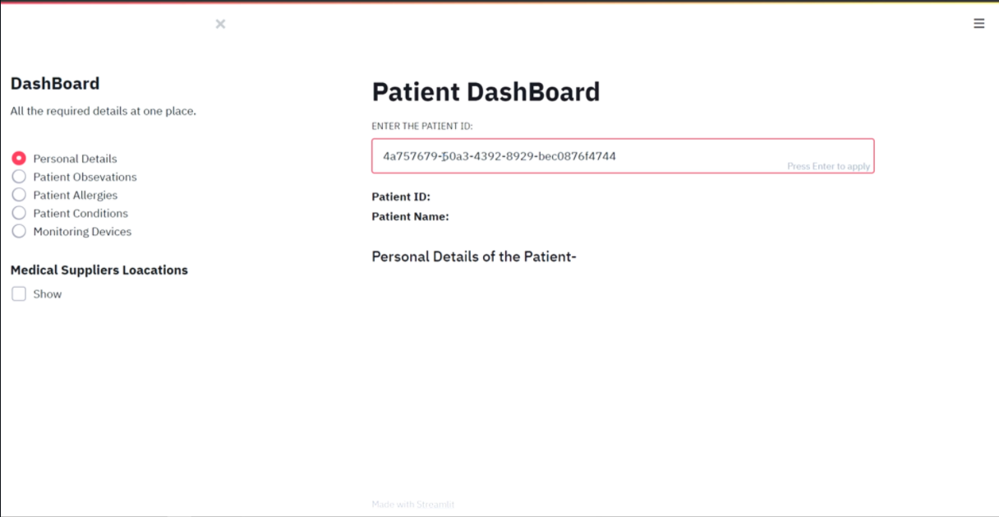 DashBoard
All the required details at one place.
Personal Details
Patient Obsevations
Patient Allergies
Patient Conditions
Monitoring Devices
Medical Suppliers Loacations
Show
Patient DashBoard
ENTER THE PATIENT ID:
4a757679-50a3-4392-8929-bec0876f4744
Press Enter to apply
Patient ID:
Patient Name:
Personal Details of the Patient-
Made with Streamlit